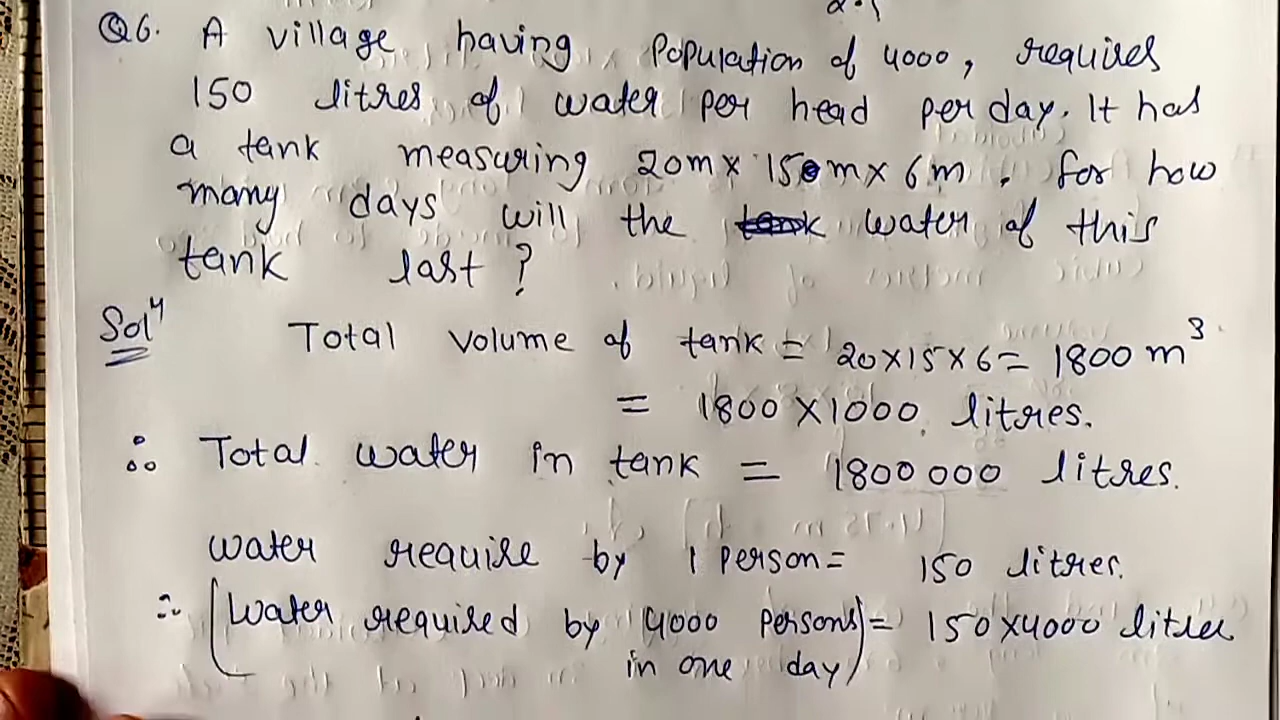 Q6. A village, having Population of 4000, requires
150 litres of water per head per day. It has
a tank measuring 20m x 15m x 6m. For how
many days will the water of this
tank last?
Solⁿ Total volume of tank = 20x15x6 = 1800 m³
= 1800 x 1000 litres.
∴ Total water in tank = 1800000 litres.
water require by 1 person = 150 litres.
∴ (Water required by 4000 persons = 150x4000 litres
in one day)